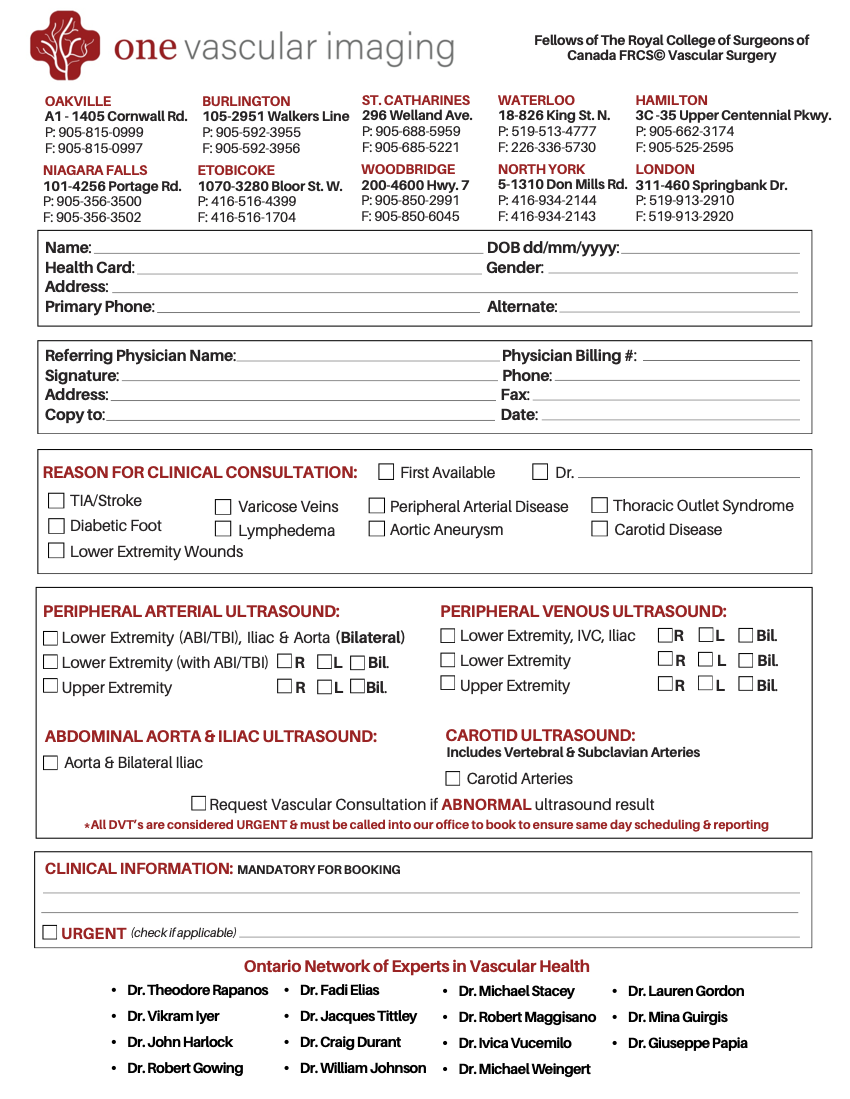 one vascular imaging
Fellows of The Royal College of Surgeons of
Canada FRCS© Vascular Surgery
OAKVILLE
A1 - 1405 Cornwall Rd.
P: 905-815-0999
F: 905-815-0997
BURLINGTON
105-2951 Walkers Line
P: 905-592-3955
F: 905-592-3956
ST. CATHARINES
296 Welland Ave.
P: 905-688-5959
F: 905-685-5221
WATERLOO
18-826 King St. N.
P: 519-513-4777
F: 226-336-5730
HAMILTON
3C -35 Upper Centennial Pkwy.
P: 905-662-3174
F: 905-525-2595
NIAGARA FALLS
101-4256 Portage Rd.
P: 905-356-3500
F: 905-356-3502
ETOBICOKE
1070-3280 Bloor St. W.
P: 416-516-4399
F: 416-516-1704
WOODBRIDGE
200-4600 Hwy. 7
P: 905-850-2991
F: 905-850-6045
NORTH YORK
5-1310 Don Mills Rd.
P: 416-934-2144
F: 416-934-2143
LONDON
311-460 Springbank Dr.
P: 519-913-2910
F: 519-913-2920
Name: DOB dd/mm/yyyy:
Health Card: Gender:
Address:
Primary Phone: Alternate:
Referring Physician Name: Physician Billing #:
Signature: Phone:
Address: Fax:
Copy to: Date:
REASON FOR CLINICAL CONSULTATION: First Available Dr.
TIA/Stroke Varicose Veins Peripheral Arterial Disease Thoracic Outlet Syndrome
Diabetic Foot Lymphedema Aortic Aneurysm Carotid Disease
Lower Extremity Wounds
PERIPHERAL ARTERIAL ULTRASOUND:
Lower Extremity (ABI/TBI), Iliac & Aorta (Bilateral)
Lower Extremity (with ABI/TBI) R L Bil.
Upper Extremity R L Bil.
PERIPHERAL VENOUS ULTRASOUND:
Lower Extremity, IVC, Iliac R L Bil.
Lower Extremity R L Bil.
Upper Extremity R L Bil.
ABDOMINAL AORTA & ILIAC ULTRASOUND:
Aorta & Bilateral Iliac
CAROTID ULTRASOUND:
Includes Vertebral & Subclavian Arteries
Carotid Arteries
Request Vascular Consultation if ABNORMAL ultrasound result
*All DVT's are considered URGENT & must be called into our office to book to ensure same day scheduling & reporting
CLINICAL INFORMATION: MANDATORY FOR BOOKING
URGENT (check if applicable)
Ontario Network of Experts in Vascular Health
• Dr. Theodore Rapanos • Dr. Fadi Elias • Dr. Michael Stacey • Dr. Lauren Gordon
• Dr. Vikram Iyer • Dr. Jacques Tittley • Dr. Robert Maggisano • Dr. Mina Guirgis
• Dr. John Harlock • Dr. Craig Durant • Dr. Ivica Vucemilo • Dr. Giuseppe Papia
• Dr. Robert Gowing • Dr. William Johnson • Dr. Michael Weingert